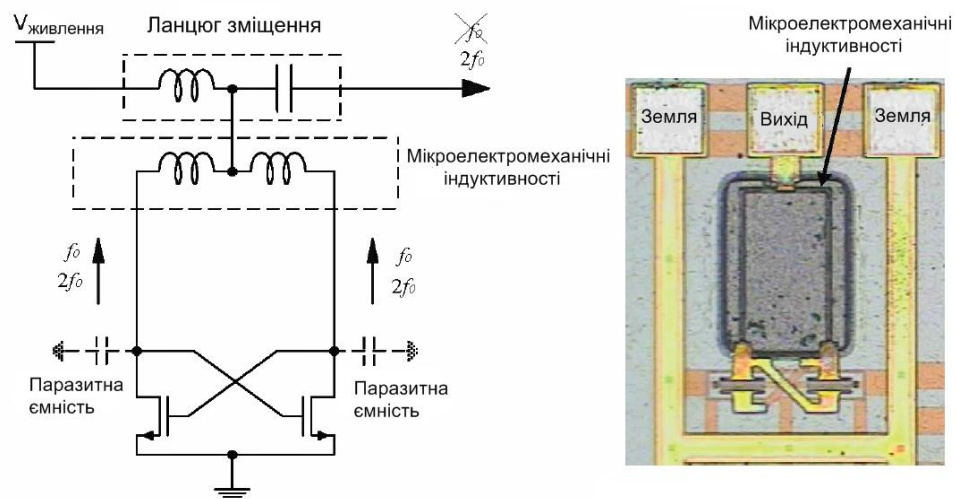 Vживлення
Ланцюг зміщення
f0
2f0
Мікроелектромеханічні
індуктивності
f0
2f0
f0
2f0
Паразитна
ємність
Паразитна
ємність
Мікроелектромеханічні
індуктивності
Земля
Вихід
Земля